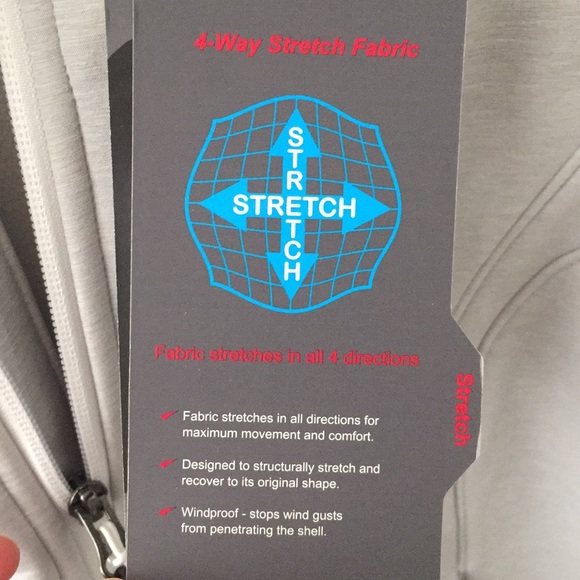 4-Way Stretch Fabric
STRETCH
STRETCH
Fabric stretches in all 4 directions
Stretch
Fabric stretches in all directions for
maximum movement and comfort.
Designed to structurally stretch and
recover to its original shape.
Windproof - stops wind gusts
from penetrating the shell.